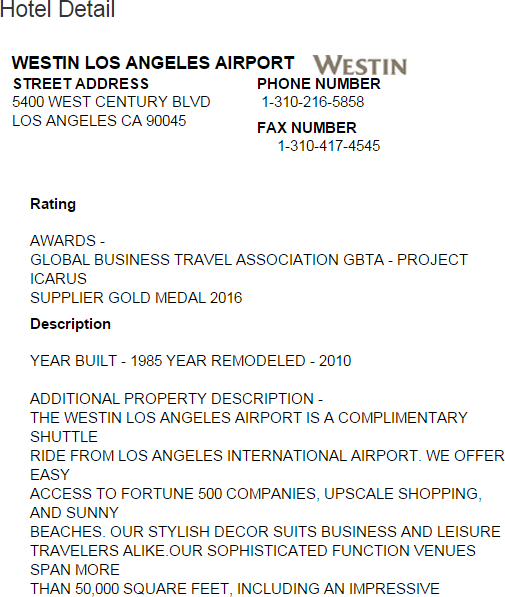 Hotel Detail
WESTIN LOS ANGELES AIRPORT WESTIN
STREET ADDRESS PHONE NUMBER
5400 WEST CENTURY BLVD 1-310-216-5858
LOS ANGELES CA 90045
FAX NUMBER
1-310-417-4545
Rating
AWARDS -
GLOBAL BUSINESS TRAVEL ASSOCIATION GBTA - PROJECT
ICARUS
SUPPLIER GOLD MEDAL 2016
Description
YEAR BUILT - 1985 YEAR REMODELED - 2010
ADDITIONAL PROPERTY DESCRIPTION -
THE WESTIN LOS ANGELES AIRPORT IS A COMPLIMENTARY
SHUTTLE
RIDE FROM LOS ANGELES INTERNATIONAL AIRPORT. WE OFFER
EASY
ACCESS TO FORTUNE 500 COMPANIES, UPSCALE SHOPPING,
AND SUNNY
BEACHES. OUR STYLISH DECOR SUITS BUSINESS AND LEISURE
TRAVELERS ALIKE.OUR SOPHISTICATED FUNCTION VENUES
SPAN MORE
THAN 50,000 SQUARE FEET, INCLUDING AN IMPRESSIVE